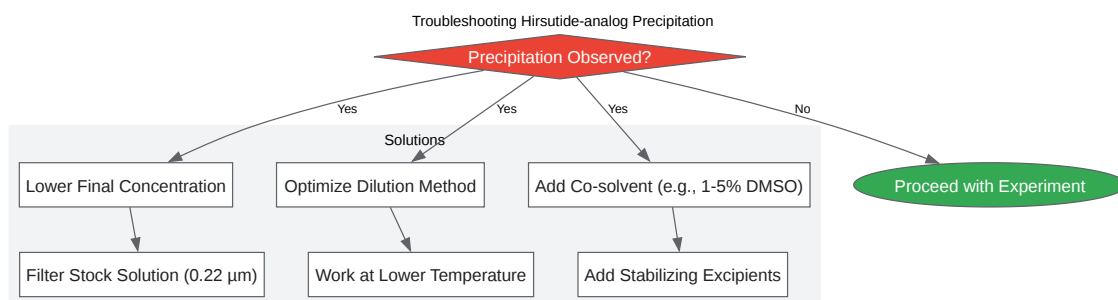 Troubleshooting Hirsutide-analog Precipitation
Precipitation Observed?
Yes
Yes
Yes
No
Solutions
Lower Final Concentration
Optimize Dilution Method
Add Co-solvent (e.g., 1-5% DMSO)
Proceed with Experiment
Filter Stock Solution (0.22 µm)
Work at Lower Temperature
Add Stabilizing Excipients